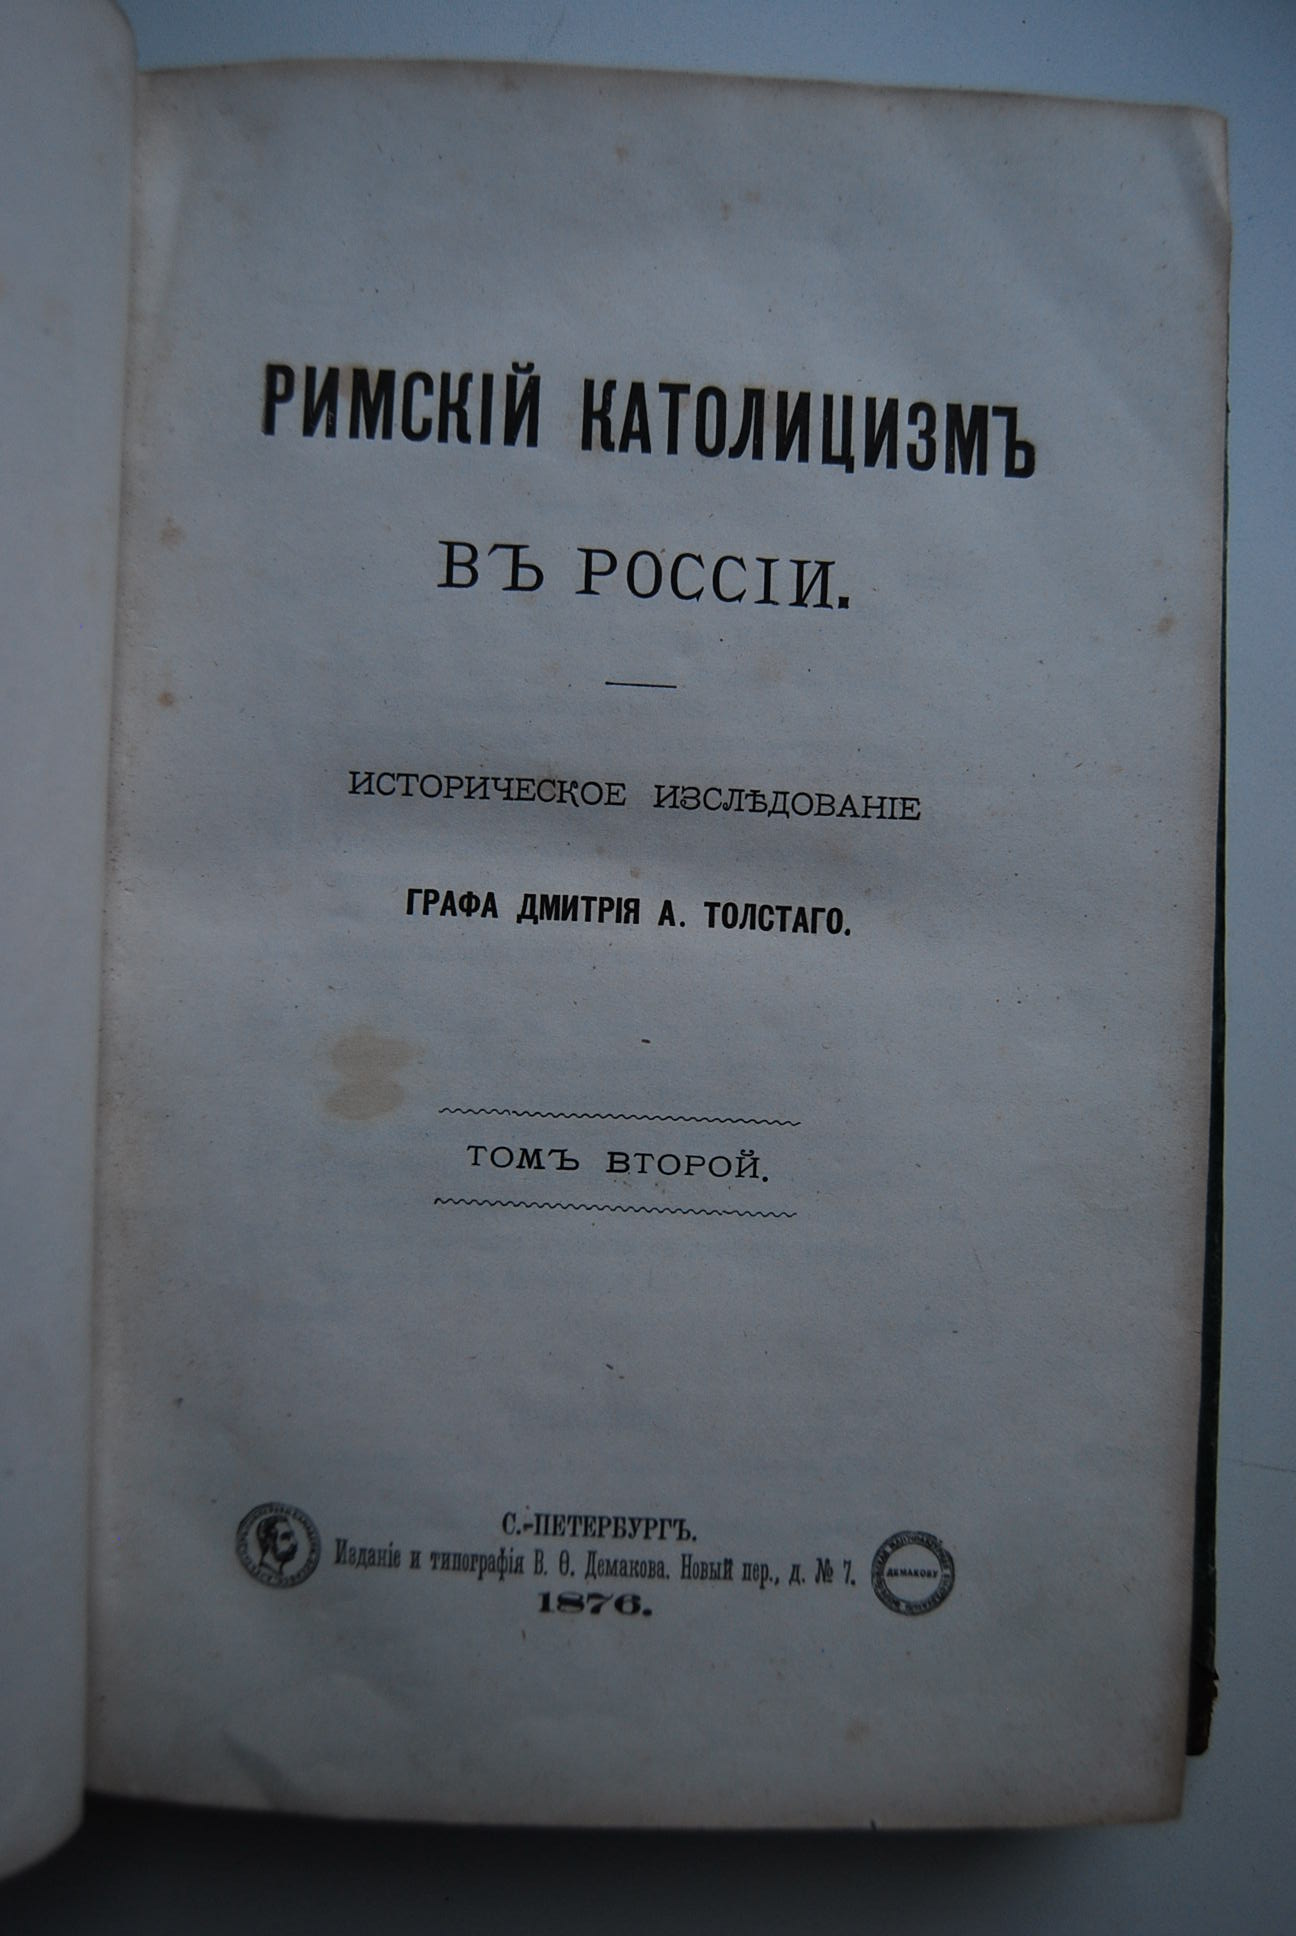 РИМСКІЙ КАТОЛИЦИЗМЪ
ВЪ РОССІИ.
ИСТОРИЧЕСКОЕ ИЗСЛѢДОВАНІЕ
ГРАФА ДМИТРІЯ А. ТОЛСТАГО.
ТОМЪ ВТОРОЙ.
С.-ПЕТЕРБУРГЪ.
Изданіе и типографія В. Ѳ. Демакова. Новый пер., д. № 7.
ДЕМАКОВУ
1876.